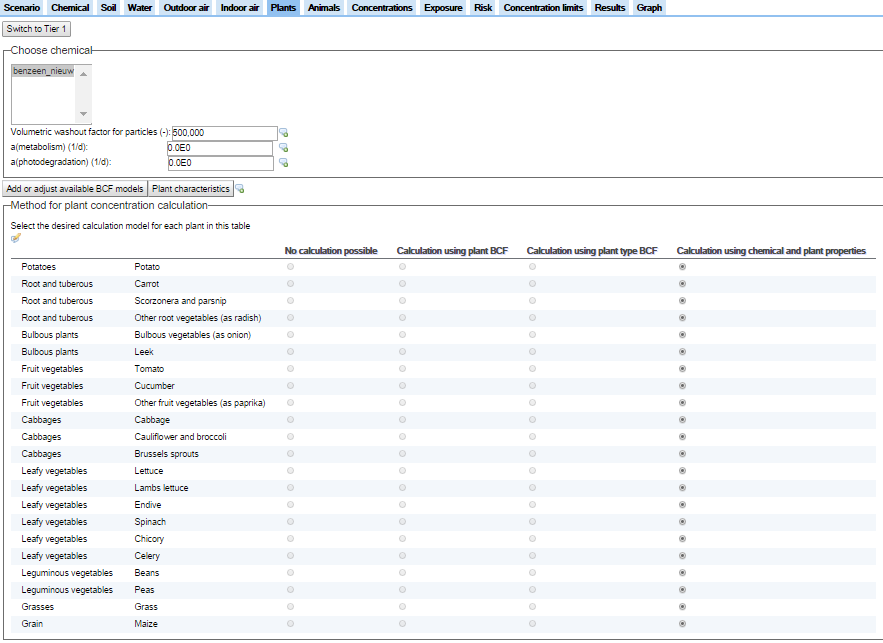 Scenario Chemical Soil Water Outdoor air Indoor air Plants Animals Concentrations Exposure Risk Concentration limits Results Graph
Switch to Tier 1
Choose chemical
benzeen_nieuw
Volumetric washout factor for particles (-): 500,000
a(metabolism) (1/d): 0.0E0
a(photodegradation) (1/d): 0.0E0
Add or adjust available BCF models Plant characteristics
Method for plant concentration calculation
Select the desired calculation model for each plant in this table
No calculation possible Calculation using plant BCF Calculation using plant type BCF Calculation using chemical and plant properties
Potatoes Potato
Root and tuberous Carrot
Root and tuberous Scorzonera and parsnip
Root and tuberous Other root vegetables (as radish)
Bulbous plants Bulbous vegetables (as onion)
Bulbous plants Leek
Fruit vegetables Tomato
Fruit vegetables Cucumber
Fruit vegetables Other fruit vegetables (as paprika)
Cabbages Cabbage
Cabbages Cauliflower and broccoli
Cabbages Brussels sprouts
Leafy vegetables Lettuce
Leafy vegetables Lambs lettuce
Leafy vegetables Endive
Leafy vegetables Spinach
Leafy vegetables Chicory
Leafy vegetables Celery
Leguminous vegetables Beans
Leguminous vegetables Peas
Grasses Grass
Grain Maize